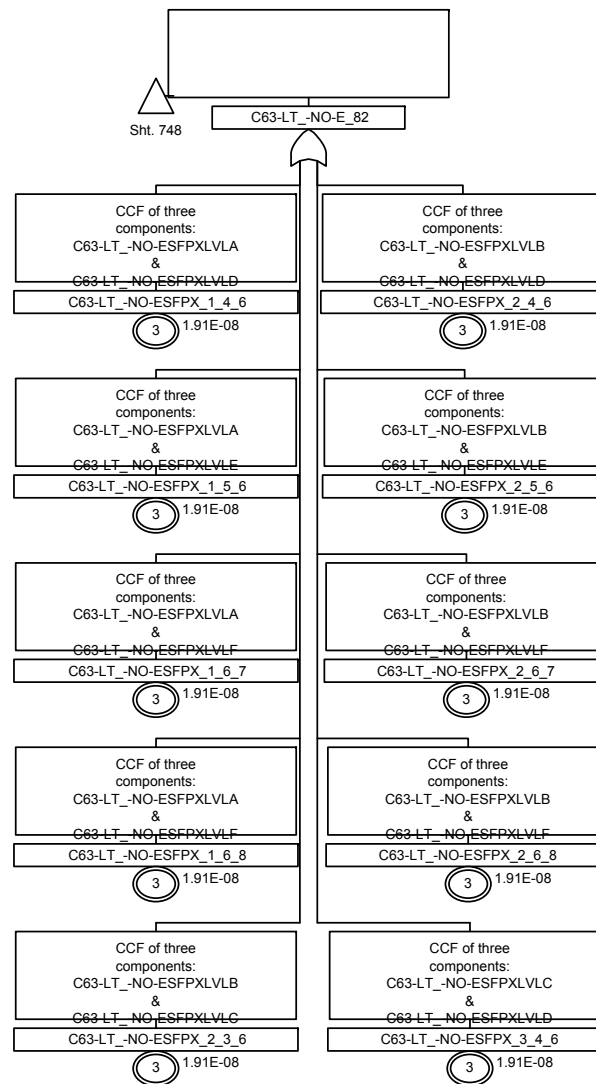 C63-LT_-NO-E_82
Sht. 748
CCF of three
components:
C63-LT_-NO-ESFPXLVLA
&
C63-LT_-NO-ESFPXLVLD
C63-LT_-NO-ESFPX_1_4_6
3
1.91E-08
CCF of three
components:
C63-LT_-NO-ESFPXLVLB
&
C63-LT_-NO-ESFPXLVLD
C63-LT_-NO-ESFPX_2_4_6
3
1.91E-08
CCF of three
components:
C63-LT_-NO-ESFPXLVLA
&
C63-LT_-NO-ESFPXLVLE
C63-LT_-NO-ESFPX_1_5_6
3
1.91E-08
CCF of three
components:
C63-LT_-NO-ESFPXLVLB
&
C63-LT_-NO-ESFPXLVLE
C63-LT_-NO-ESFPX_2_5_6
3
1.91E-08
CCF of three
components:
C63-LT_-NO-ESFPXLVLA
&
C63-LT_-NO-ESFPXLVLF
C63-LT_-NO-ESFPX_1_6_7
3
1.91E-08
CCF of three
components:
C63-LT_-NO-ESFPXLVLB
&
C63-LT_-NO-ESFPXLVLF
C63-LT_-NO-ESFPX_2_6_7
3
1.91E-08
CCF of three
components:
C63-LT_-NO-ESFPXLVLA
&
C63-LT_-NO-ESFPXLVLF
C63-LT_-NO-ESFPX_1_6_8
3
1.91E-08
CCF of three
components:
C63-LT_-NO-ESFPXLVLB
&
C63-LT_-NO-ESFPXLVLF
C63-LT_-NO-ESFPX_2_6_8
3
1.91E-08
CCF of three
components:
C63-LT_-NO-ESFPXLVLB
&
C63-LT_-NO-ESFPXLVLC
C63-LT_-NO-ESFPX_2_3_6
3
1.91E-08
CCF of three
components:
C63-LT_-NO-ESFPXLVLC
&
C63-LT_-NO-ESFPXLVLD
C63-LT_-NO-ESFPX_3_4_6
3
1.91E-08